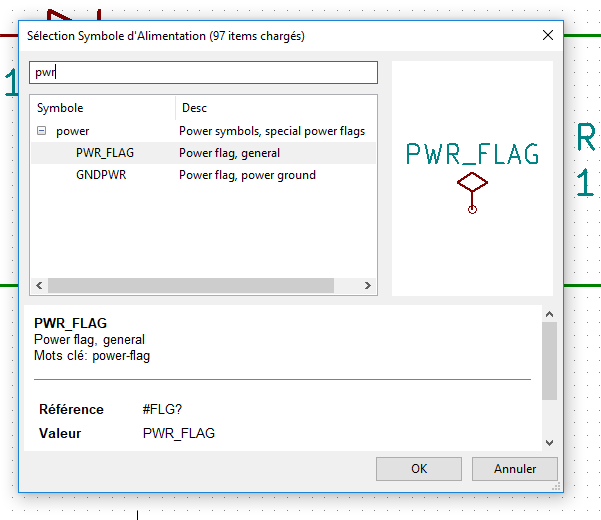 Sélection Symbole d'Alimentation (97 items chargés)
pwr
Symbole Desc
power Power symbols, special power flags
PWR_FLAG Power flag, general
GNDPWR Power flag, power ground
PWR_FLAG
1
R
1
PWR_FLAG
Power flag, general
Mots clé: power-flag
Référence #FLG?
Valeur PWR_FLAG
OK Annuler